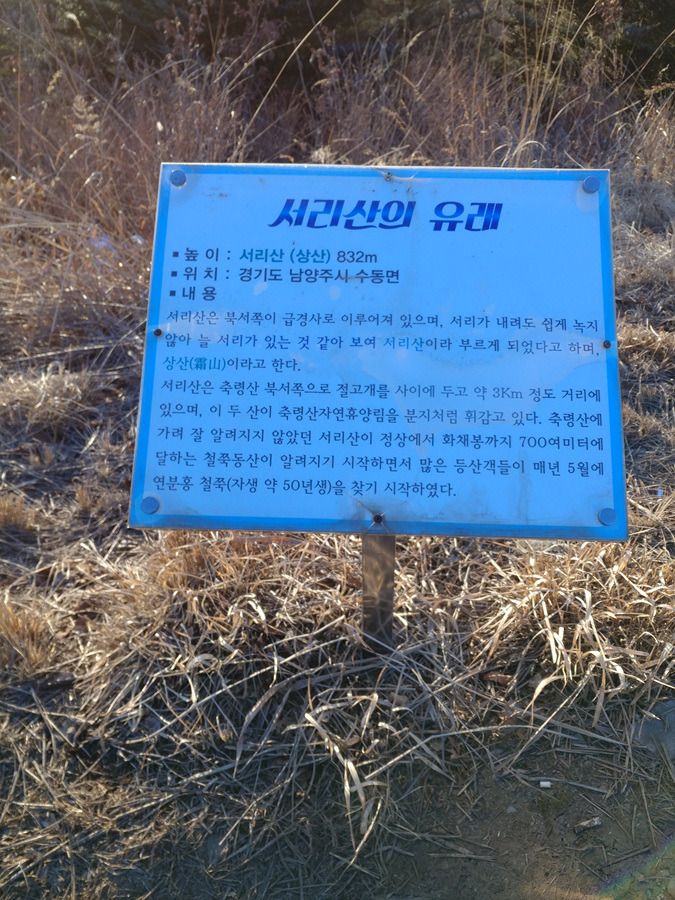 서리산의 유래
▪ 높 이 : 서리산 (상산) 832m
▪ 위 치 : 경기도 남양주시 수동면
▪ 내 용
서리산은 북서쪽이 급경사로 이루어져 있으며, 서리가 내려도 쉽게 녹지
않아 늘 서리가 있는 것 같아 보여 서리산이라 부르게 되었다고 하며,
상산(霜山)이라고 한다.
서리산은 축령산 북서쪽으로 절고개를 사이에 두고 약 3Km 정도 거리에
있으며, 이 두 산이 축령산자연휴양림을 분지처럼 휘감고 있다. 축령산에
가려 잘 알려지지 않았던 서리산이 정상에서 화채봉까지 700여미터에
달하는 철쭉동산이 알려지기 시작하면서 많은 등산객들이 매년 5월에
연분홍 철쭉(자생 약 50년생)을 찾기 시작하였다.